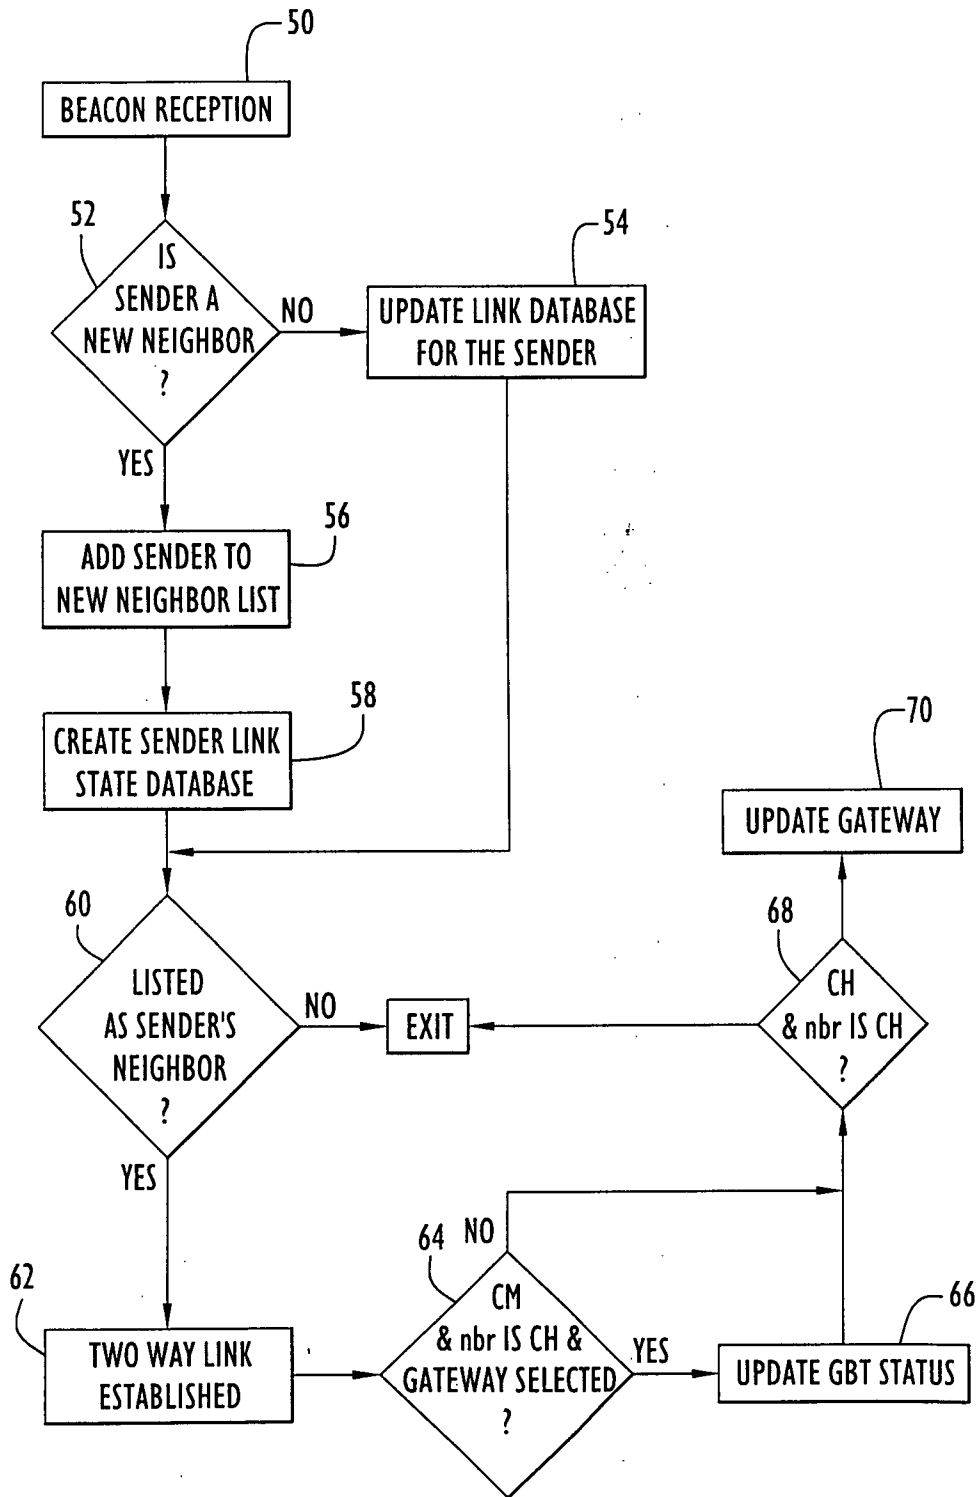 50
BEACON RECEPTION
52
IS
SENDER A
NEW NEIGHBOR
?
NO
54
UPDATE LINK DATABASE
FOR THE SENDER
YES
56
ADD SENDER TO
NEW NEIGHBOR LIST
58
CREATE SENDER LINK
STATE DATABASE
70
UPDATE GATEWAY
60
LISTED
AS SENDER'S
NEIGHBOR
?
NO
EXIT
68
CH
& nbr IS CH
?
YES
62
TWO WAY LINK
ESTABLISHED
64
NO
CM
& nbr IS CH &
GATEWAY SELECTED
?
YES
66
UPDATE GBT STATUS